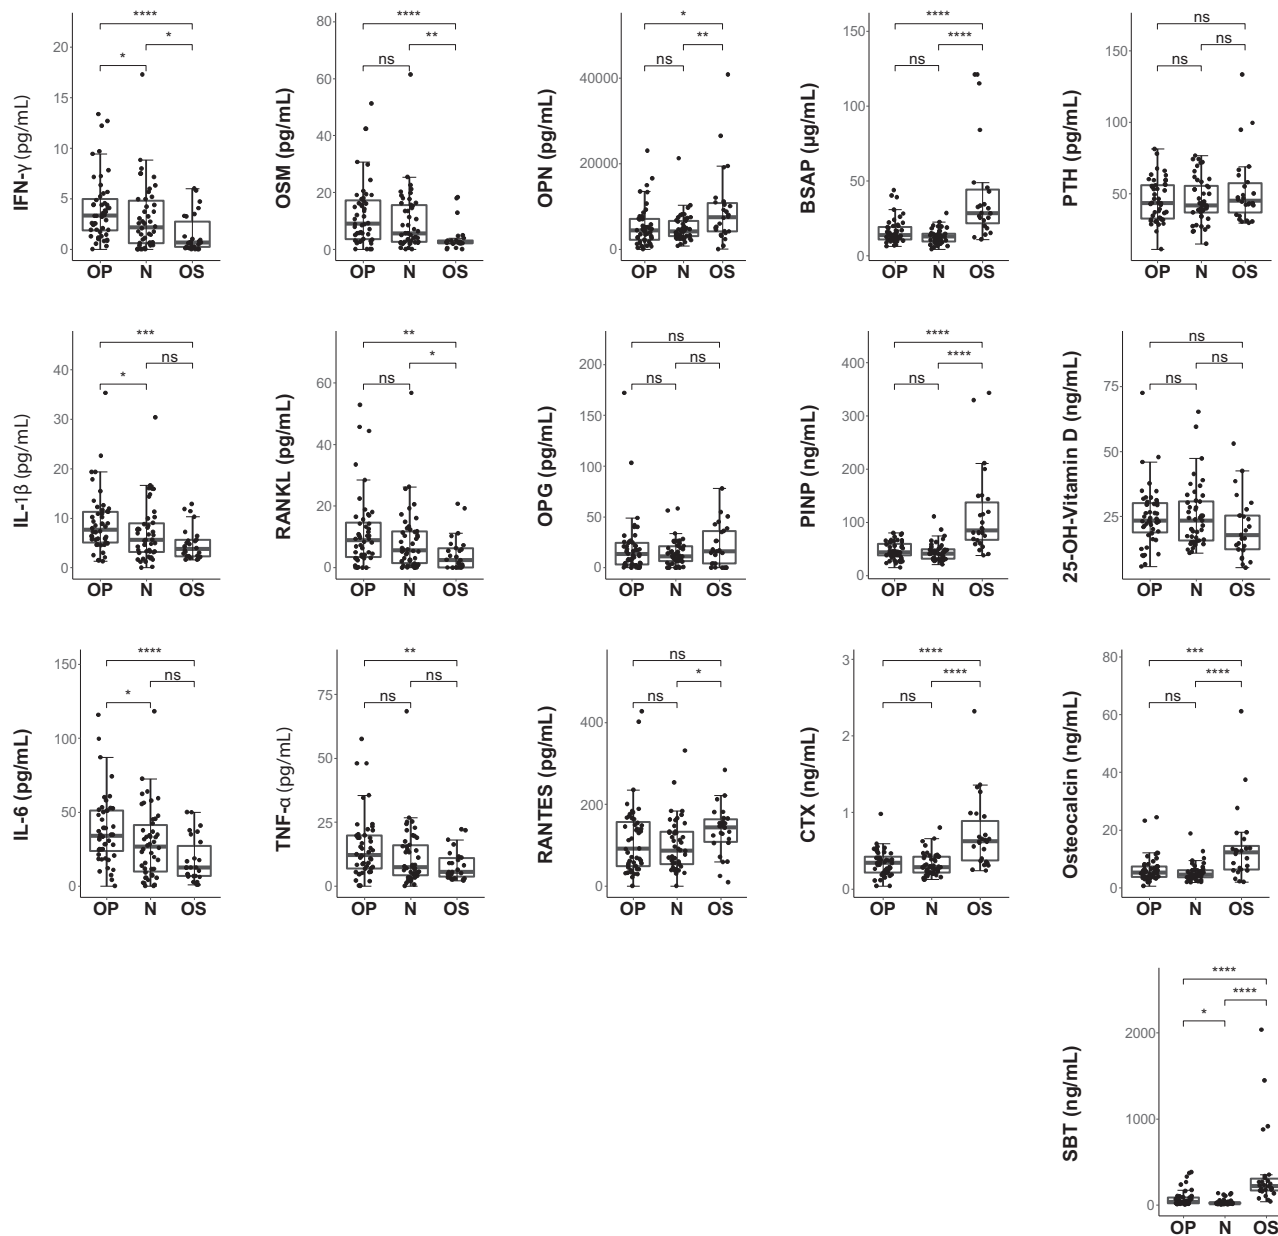 IFN-γ (pg/mL)
****
*
*
20
15
10
5
0
OP N OS
OSM (pg/mL)
****
**
ns
80
60
40
20
0
OP N OS
OPN (pg/mL)
*
**
ns
40000
20000
0
OP N OS
BSAP (µg/mL)
****
****
ns
150
100
50
0
OP N OS
PTH (pg/mL)
ns
ns
ns
150
100
50
OP N OS
IL-1β (pg/mL)
***
ns
*
40
30
20
10
0
OP N OS
RANKL (pg/mL)
**
*
ns
60
40
20
0
OP N OS
OPG (pg/mL)
ns
ns
ns
200
150
100
50
0
OP N OS
PINP (ng/mL)
****
****
ns
400
300
200
100
0
OP N OS
25-OH-Vitamin D (ng/mL)
ns
ns
ns
75
50
25
OP N OS
IL-6 (pg/mL)
****
ns
*
150
100
50
0
OP N OS
TNF-α (pg/mL)
**
ns
ns
75
50
25
0
OP N OS
RANTES (pg/mL)
ns
*
ns
400
200
0
OP N OS
CTX (ng/mL)
****
****
ns
3
2
1
0
OP N OS
Osteocalcin (ng/mL)
***
****
ns
80
60
40
20
0
OP N OS
SBT (ng/mL)
****
****
*
2000
1000
0
OP N OS